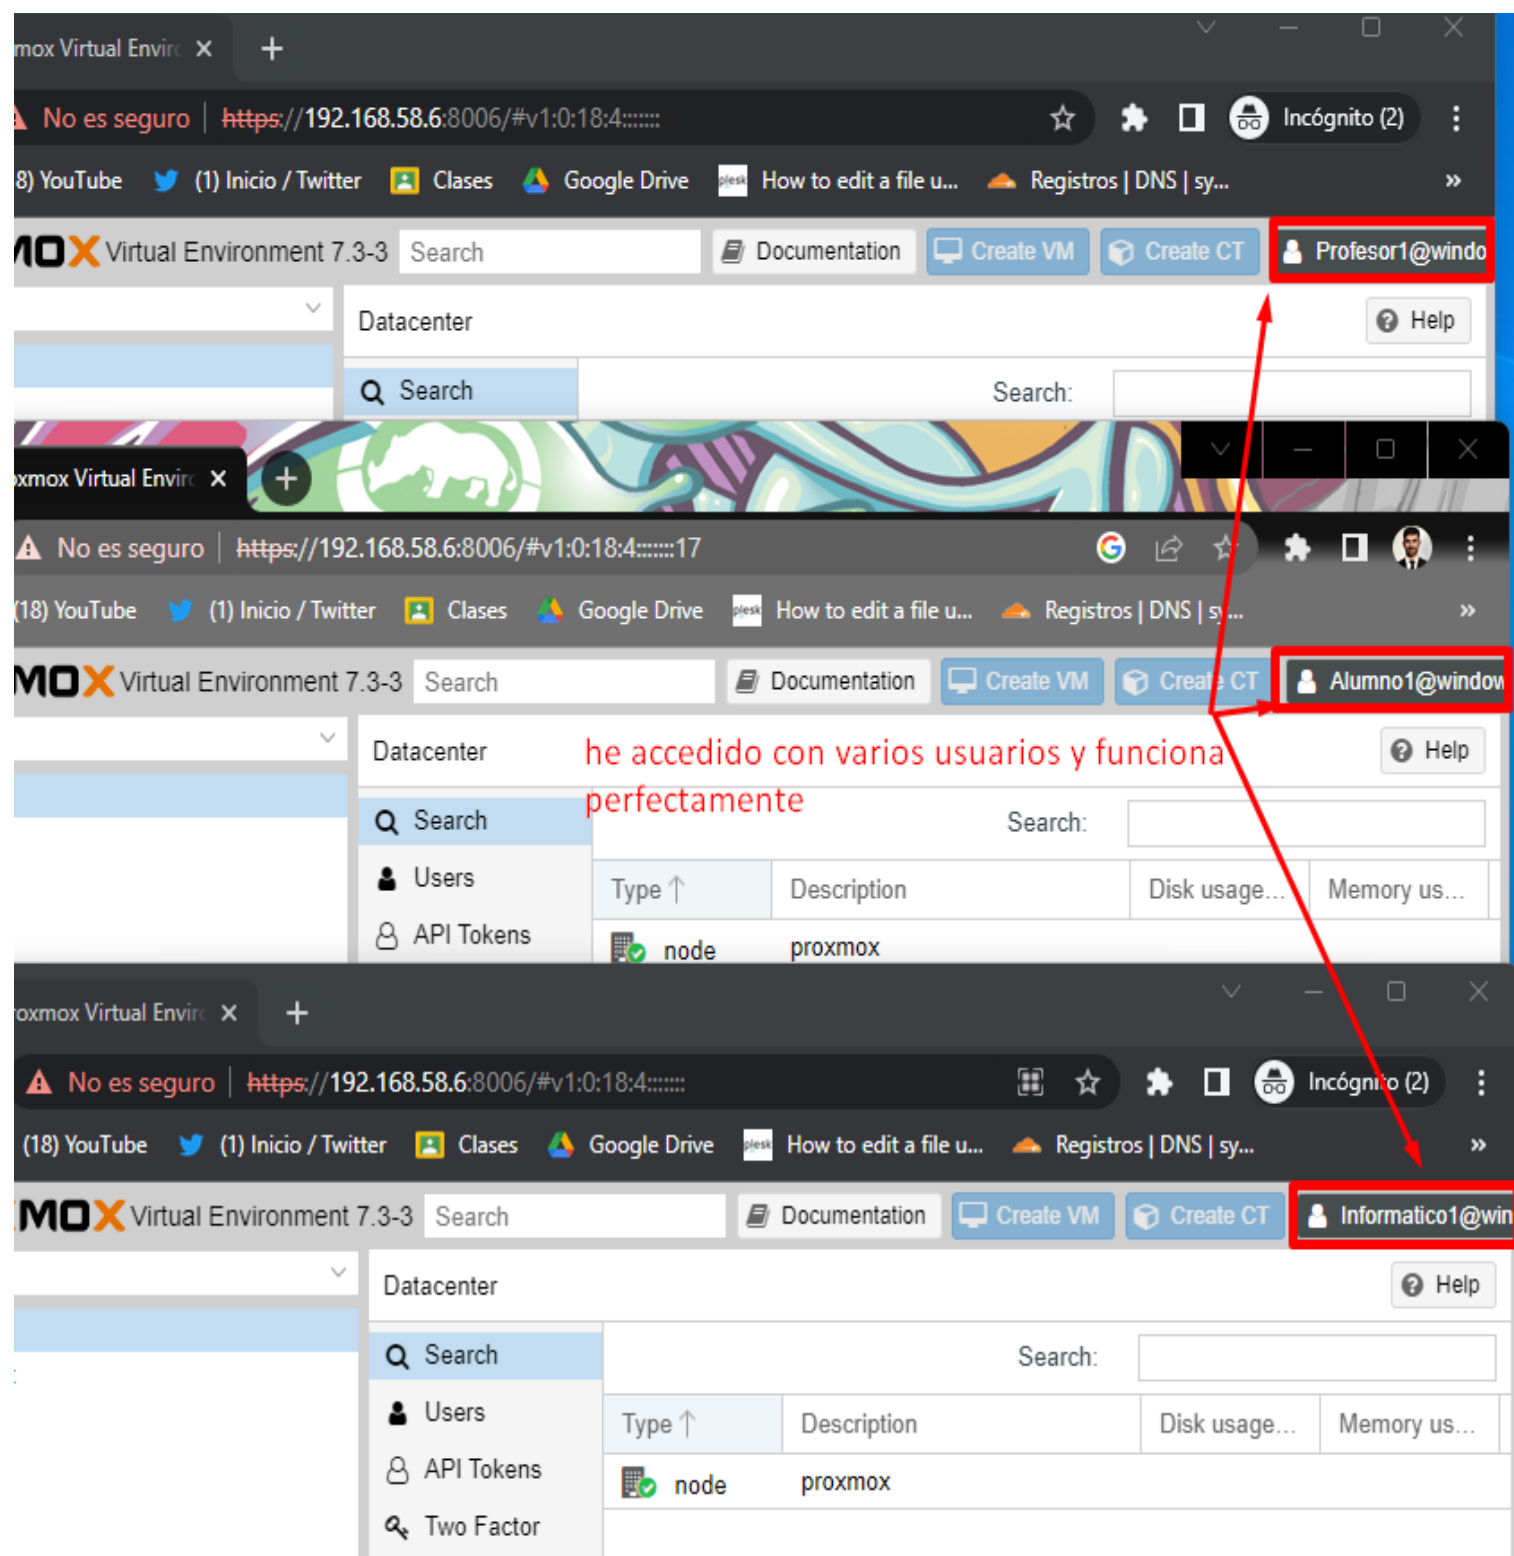 mox Virtual Enviro
No es seguro | https://192.168.58.6:8006/#v1:0:18:4:::::::
8) YouTube (1) Inicio / Twitter Clases Google Drive plesk How to edit a file u... Registros | DNS | sy... »
MOX Virtual Environment 7.3-3 Search Documentation Create VM Create CT Profesor1@windo
Datacenter Help
Search Search:
oxmox Virtual Enviro
No es seguro | https://192.168.58.6:8006/#v1:0:18:4:::::::17
(18) YouTube (1) Inicio / Twitter Clases Google Drive plesk How to edit a file u... Registros | DNS | sy... »
MOX Virtual Environment 7.3-3 Search Documentation Create VM Create CT Alumno1@window
Datacenter he accedido con varios usuarios y funciona Help
perfectamente
Search Search:
Users Type Description Disk usage... Memory us...
API Tokens node proxmox
roxmox Virtual Enviro
No es seguro | https://192.168.58.6:8006/#v1:0:18:4:::::::
(18) YouTube (1) Inicio / Twitter Clases Google Drive plesk How to edit a file u... Registros | DNS | sy... »
MOX Virtual Environment 7.3-3 Search Documentation Create VM Create CT Informatico1@win
Incógnito (2)
Incógnito (2)
Datacenter Help
Search Search:
Users Type Description Disk usage... Memory us...
API Tokens node proxmox
Two Factor